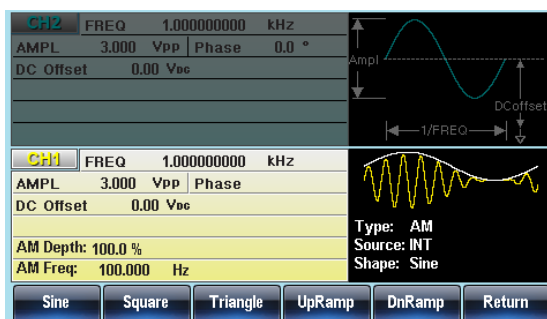 CH2 FREQ 1.000000000 kHz
AMPL 3.000 Vpp Phase 0.0 °
DC Offset 0.00 VDC
Ampl
DCoffset
1/FREQ
CH1 FREQ 1.000000000 kHz
AMPL 3.000 Vpp Phase
DC Offset 0.00 VDC
AM Depth: 100.0 %
AM Freq: 100.000 Hz
Type: AM
Source: INT
Shape: Sine
Sine Square Triangle UpRamp DnRamp Return